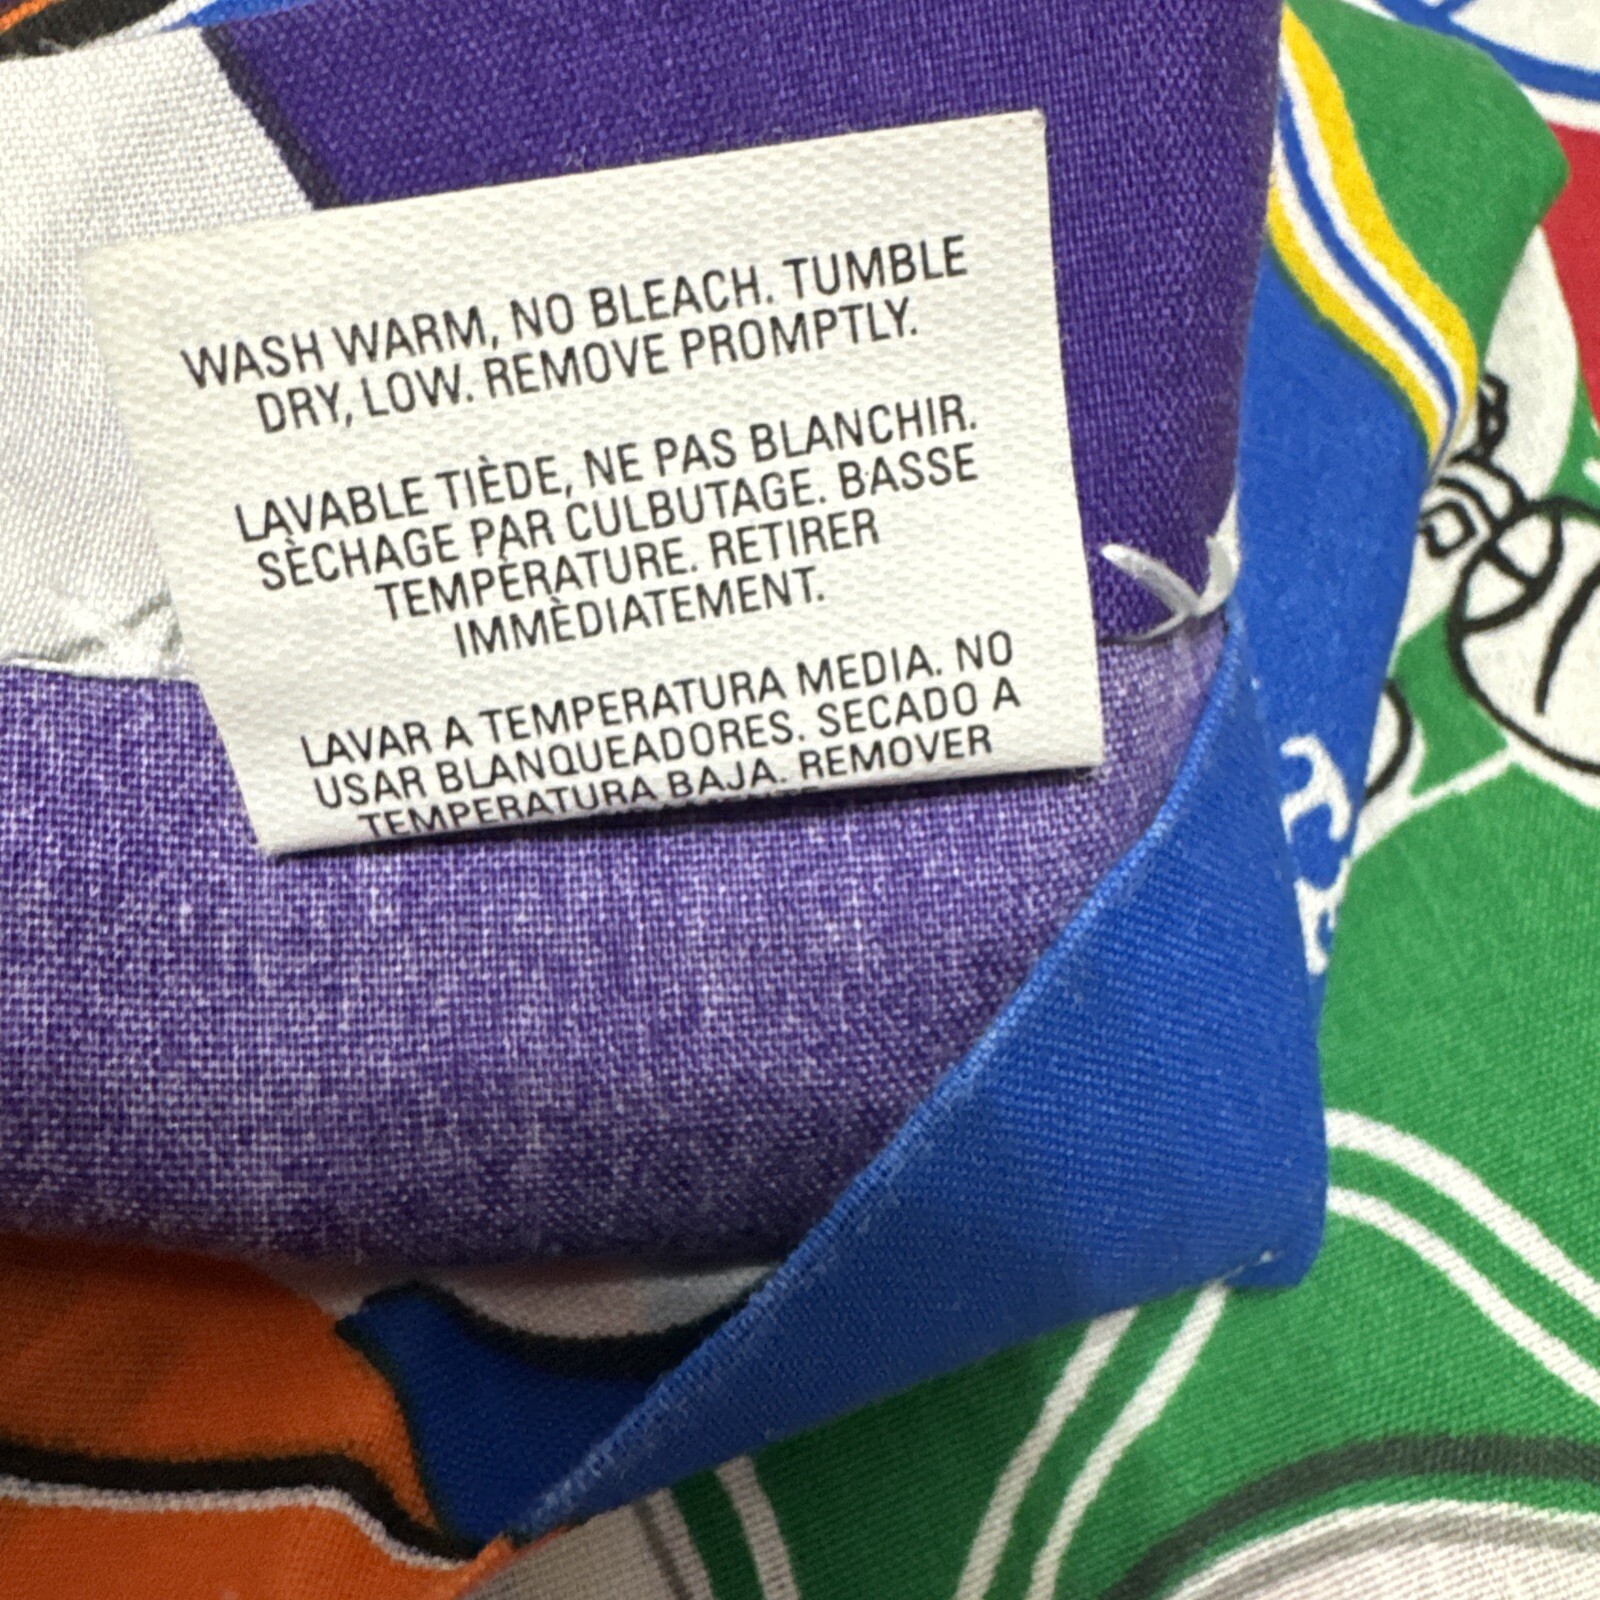 WASH WARM, NO BLEACH. TUMBLE
DRY, LOW. REMOVE PROMPTLY.
LAVABLE TIÈDE, NE PAS BLANCHIR.
SÈCHAGE PAR CULBUTAGE. BASSE
TEMPÈRATURE. RETIRER
IMMÈDIATEMENT.
LAVAR A TEMPERATURA MEDIA. NO
USAR BLANQUEADORES. SECADO A
TEMPERATURA BAJA. REMOVER